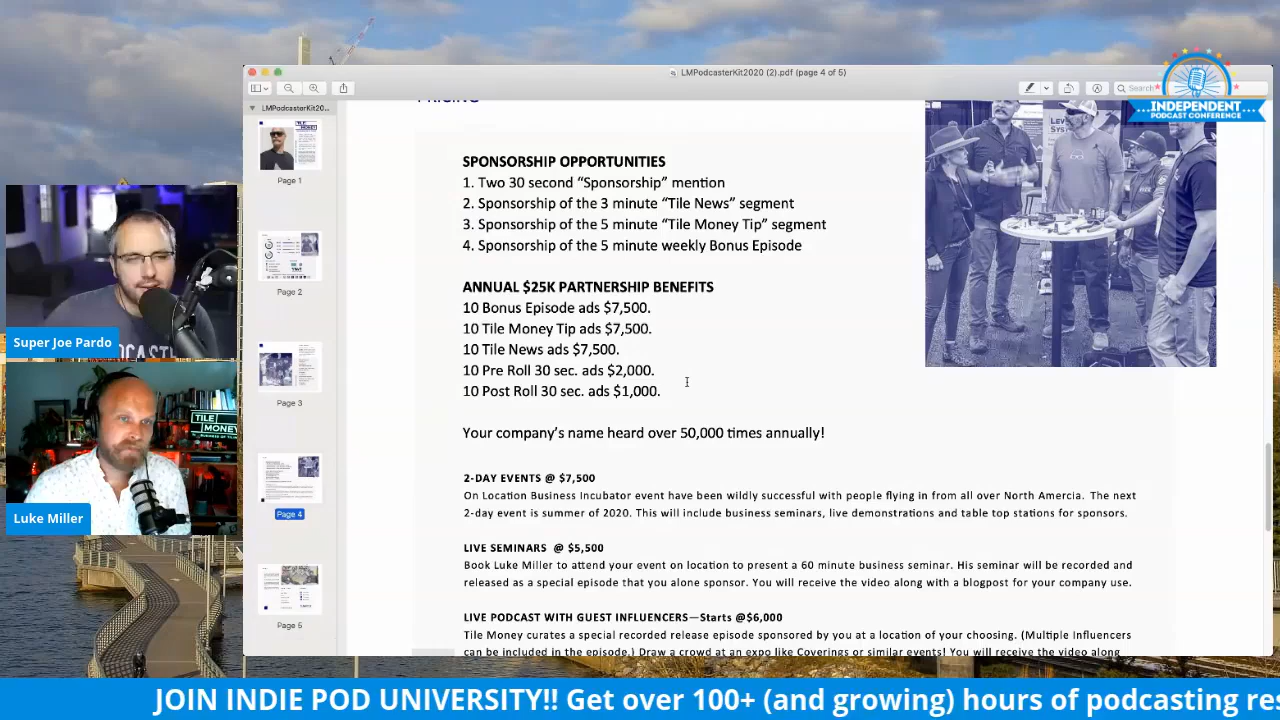 LMPodcasterKit2020 (2).pdf (page 4 of 5)
Search
INDEPENDENT
PODCAST CONFERENCE
LMPodcasterKit20...
Page 1
Page 2
Page 3
Page 4
Page 5
PRICING
SPONSORSHIP OPPORTUNITIES
1. Two 30 second “Sponsorship” mention
2. Sponsorship of the 3 minute “Tile News” segment
3. Sponsorship of the 5 minute “Tile Money Tip” segment
4. Sponsorship of the 5 minute weekly Bonus Episode
ANNUAL $25K PARTNERSHIP BENEFITS
10 Bonus Episode ads $7,500.
10 Tile Money Tip ads $7,500.
10 Tile News ads $7,500.
10 Pre Roll 30 sec. ads $2,000.
10 Post Roll 30 sec. ads $1,000.
Your company’s name heard over 50,000 times annually!
2-DAY EVENTS @ $7,500
On Location Business Incubator event have been wildly successful with people flying in from all over North Amercia. The next
2-day event is summer of 2020. This will include business seminars, live demonstrations and table top stations for sponsors.
LIVE SEMINARS @ $5,500
Book Luke Miller to attend your event on location to present a 60 minute business seminar. His seminar will be recorded and
released as a special episode that you alone sponsor. You will receive the video along with a blogpost for your company use.
LIVE PODCAST WITH GUEST INFLUENCERS—Starts @$6,000
Tile Money curates a special recorded release episode sponsored by you at a location of your choosing. (Multiple Influencers
can be included in the episode.) Draw a crowd at an expo like Coverings or similar events! You will receive the video along
Super Joe Pardo
TILE
MONEY
Luke Miller
JOIN INDIE POD UNIVERSITY!! Get over 100+ (and growing) hours of podcasting res